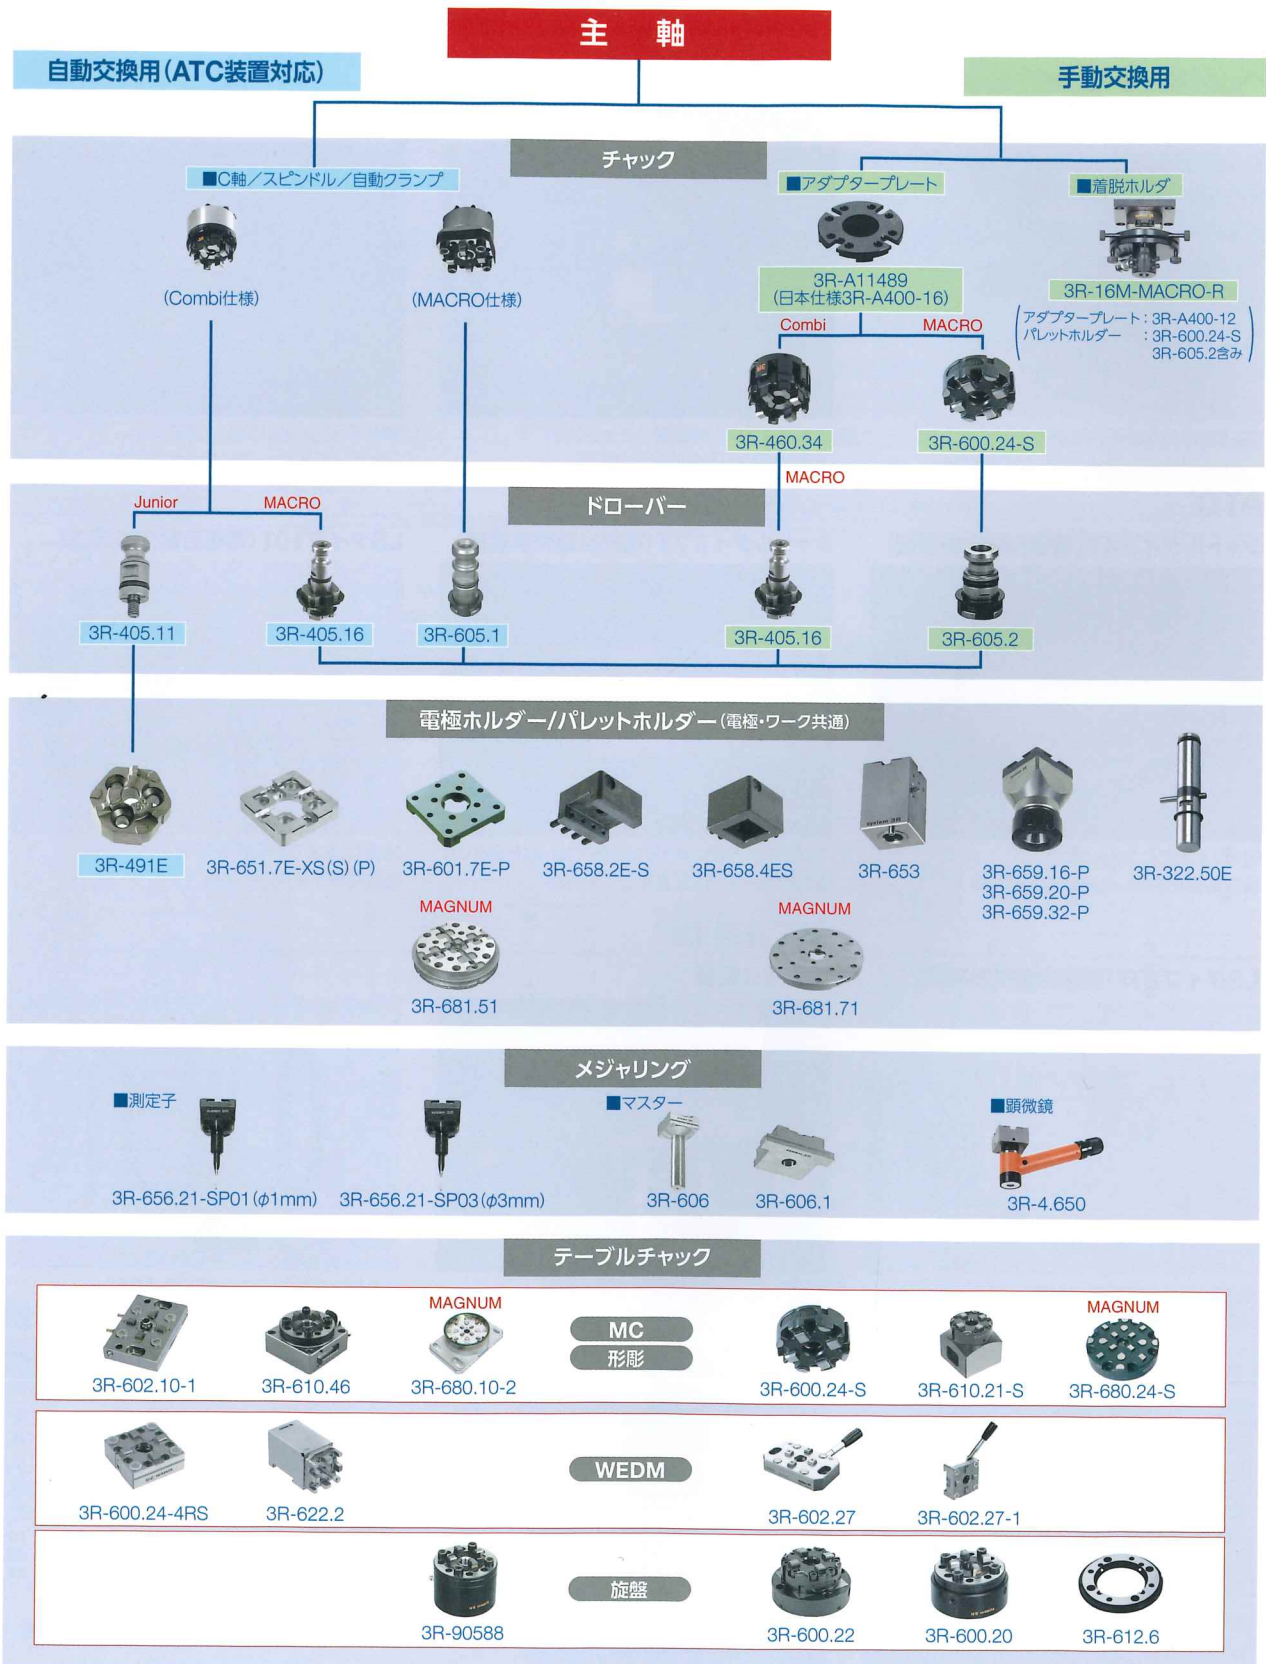 主 軸
自動交換用(ATC装置対応)
手動交換用
チャック
■C軸／スピンドル／自動クランプ
■アダプタープレート
■着脱ホルダ
(Combi仕様)
(MACRO仕様)
3R-A11489
(日本仕様3R-A400-16)
3R-16M-MACRO-R
(アダプタープレート：3R-A400-12
パレットホルダー ：3R-600.24-S
3R-605.2含み)
Combi
MACRO
MC
3R-460.34
3R-600.24-S
MACRO
ドローバー
Junior
MACRO
3R-405.11
3R-405.16
3R-605.1
3R-405.16
3R-605.2
電極ホルダー/パレットホルダー(電極・ワーク共通)
system 3R
3R-491E
3R-651.7E-XS(S)(P)
3R-601.7E-P
3R-658.2E-S
3R-658.4ES
3R-653
3R-659.16-P
3R-659.20-P
3R-659.32-P
3R-322.50E
MAGNUM
MAGNUM
3R-681.51
3R-681.71
メジャリング
■測定子
■マスター
■顕微鏡
3R-656.21-SP01(φ1mm)
3R-656.21-SP03(φ3mm)
3R-606
3R-606.1
3R-4.650
テーブルチャック
MAGNUM
MC
形彫
MAGNUM
3R-602.10-1
3R-610.46
3R-680.10-2
3R-600.24-S
3R-610.21-S
3R-680.24-S
WEDM
3R-600.24-4RS
3R-622.2
3R-602.27
3R-602.27-1
旋盤
3R-90588
3R-600.22
3R-600.20
3R-612.6